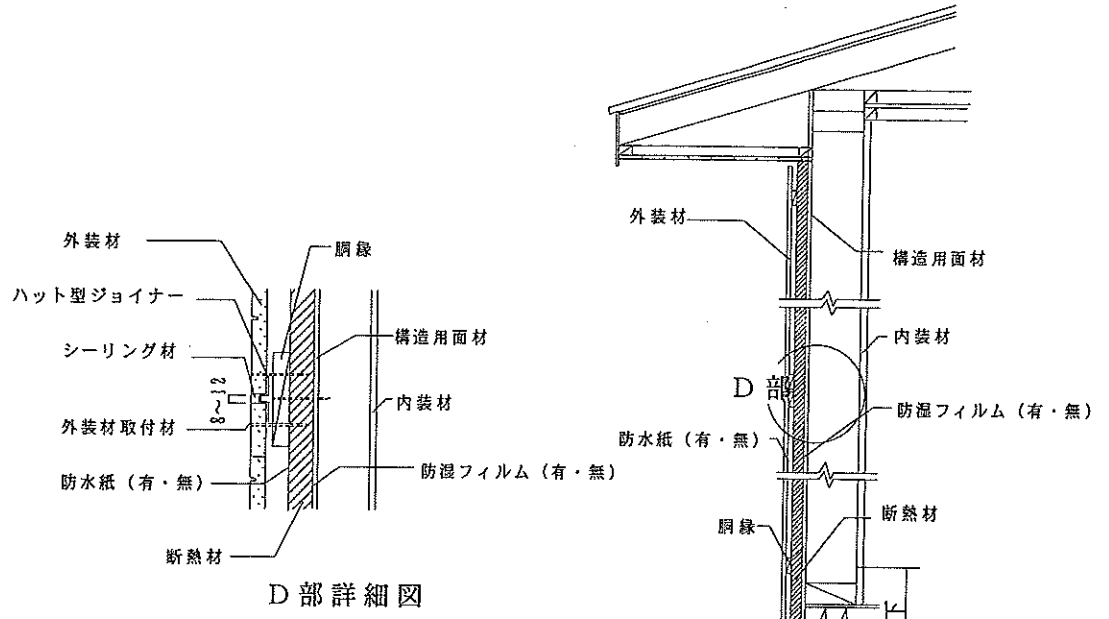 外装材
胴縁
ハット型ジョイナー
シーリング材
構造用面材
8～12
内装材
外装材取付材
防水紙（有・無）
防湿フィルム（有・無）
断熱材
D部詳細図
外装材
構造用面材
内装材
D部
防湿フィルム（有・無）
防水紙（有・無）
胴縁
断熱材